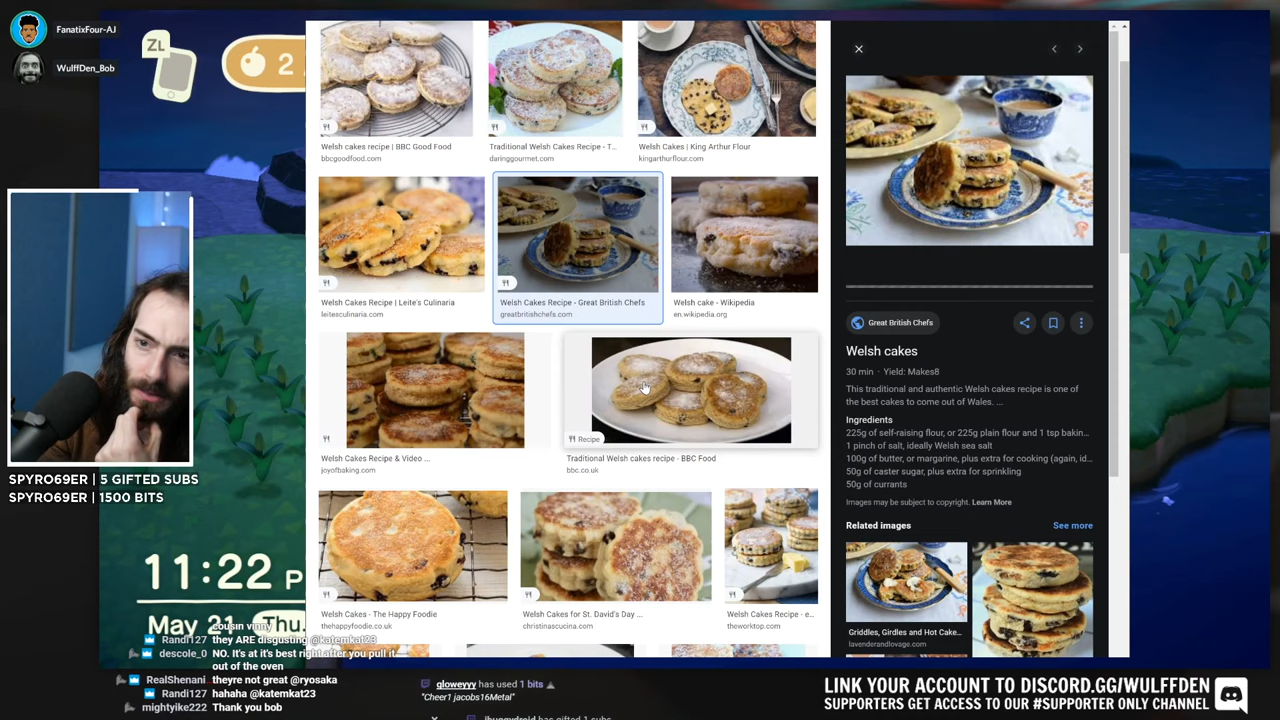 FanatixFour-AJ
WulffDen_Bob
ZL
2
Welsh cakes recipe | BBC Good Food
bbcgoodfood.com
Traditional Welsh Cakes Recipe - T...
daringgourmet.com
Welsh Cakes | King Arthur Flour
kingarthurflour.com
Welsh Cakes Recipe | Leite's Culinaria
leitesculinaria.com
Welsh Cakes Recipe - Great British Chefs
greatbritishchefs.com
Welsh cake - Wikipedia
en.wikipedia.org
Recipe
Welsh Cakes Recipe & Video ...
joyofbaking.com
Traditional Welsh cakes recipe - BBC Food
bbc.co.uk
Welsh Cakes - The Happy Foodie
thehappyfoodie.co.uk
Welsh Cakes for St. David's Day ...
christinascucina.com
Welsh Cakes Recipe - e...
theworktop.com
Great British Chefs
Welsh cakes
30 min · Yield: Makes8
This traditional and authentic Welsh cakes recipe is one of
the best cakes to come out of Wales. ...
Ingredients
225g of self-raising flour, or 225g plain flour and 1 tsp bakin...
1 pinch of salt, ideally Welsh sea salt
100g of butter, or margarine, plus extra for cooking (again, id...
50g of caster sugar, plus extra for sprinkling
50g of currants
Images may be subject to copyright. Learn More
Related images
See more
Griddles, Girdles and Hot Cake...
lavenderandlovage.com
SPYRO69ER | 5 GIFTED SUBS
SPYRO69ER | 1500 BITS
11:22 P
May 2
Thu.
cousin vinny
Randi127 they ARE disgusting @katemkat23
descole_0 NO. It's at it's best right after you pull it
out of the oven
RealShenani theyre not great @ryosaka
Randi127 hahaha @katemkat23
mightyike222 Thank you bob
gloweyyy has used 1 bits
"Cheer1 jacobs16Metal"
has gifted 1 subs
LINK YOUR ACCOUNT TO DISCORD.GG/WULFFDEN
SUPPORTERS GET ACCESS TO OUR #SUPPORTER ONLY CHANNEL